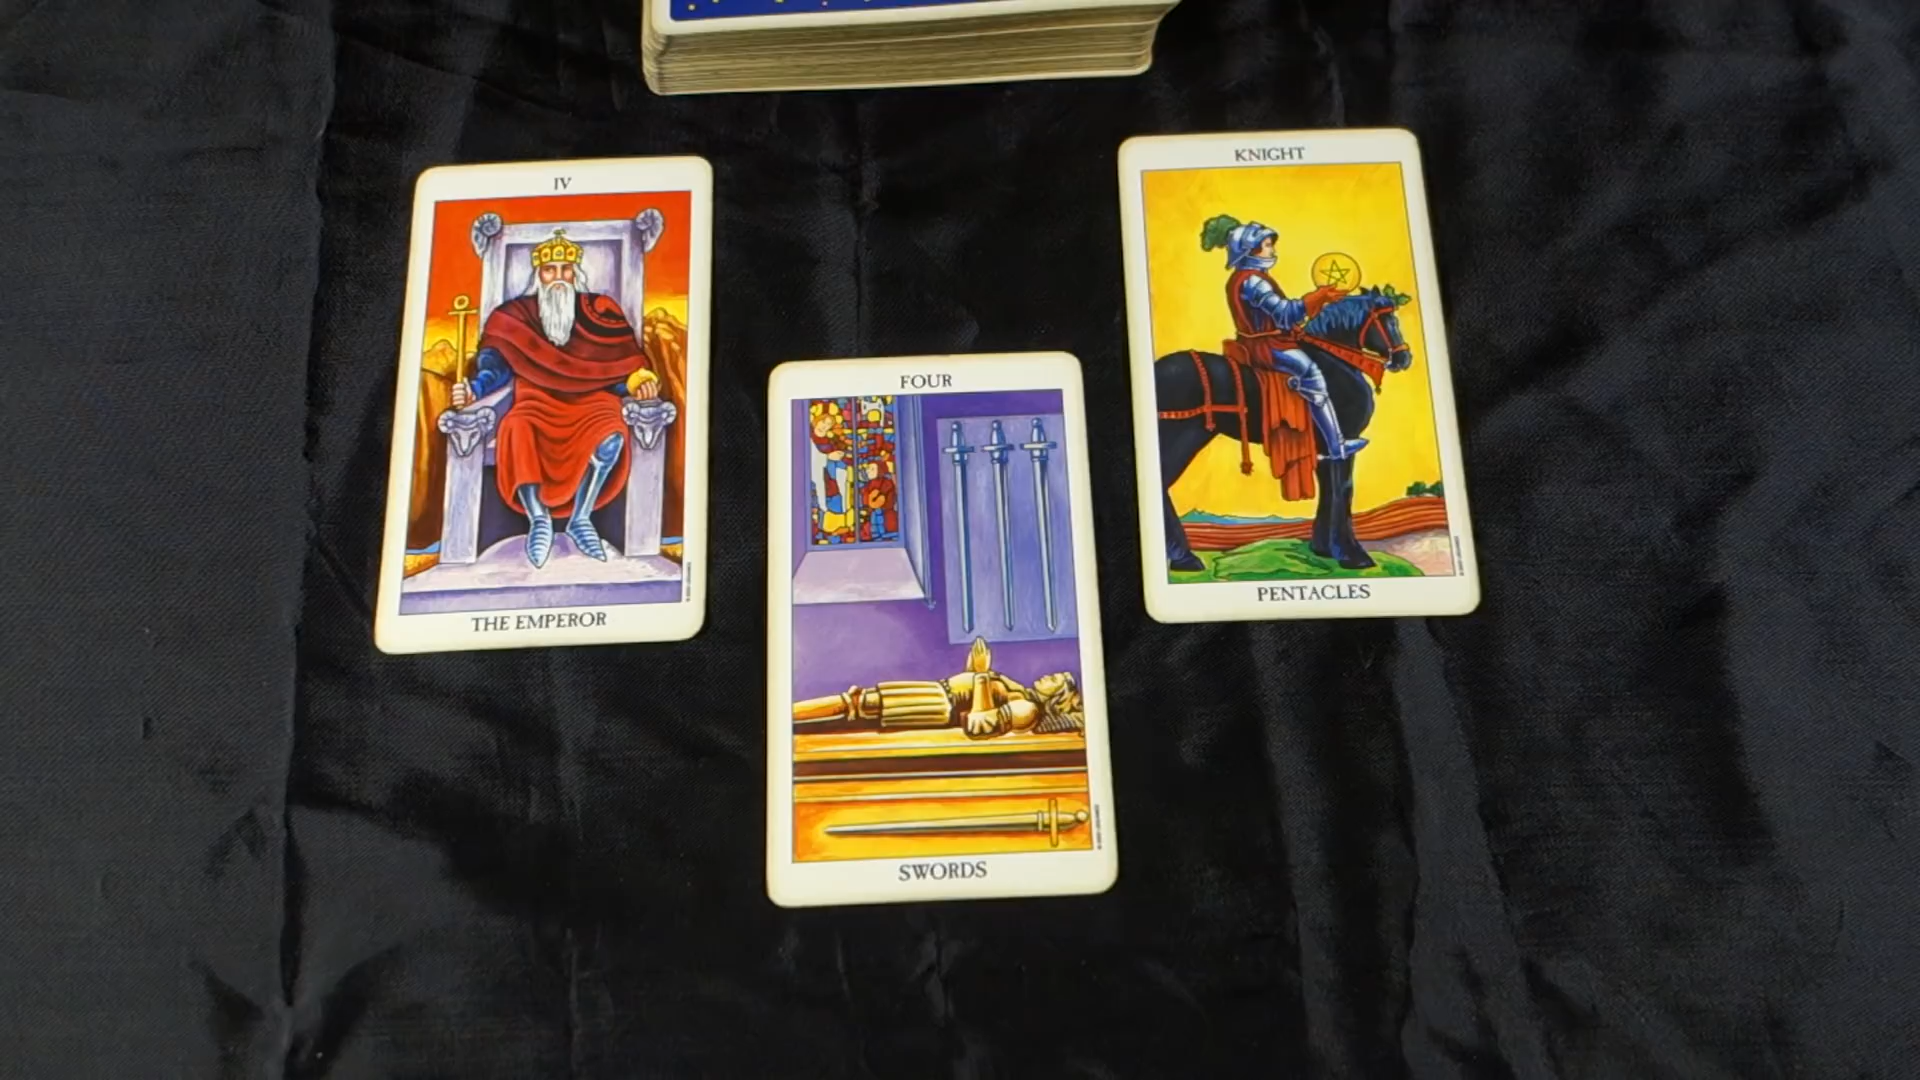 IV
THE EMPEROR
FOUR
SWORDS
KNIGHT
PENTACLES